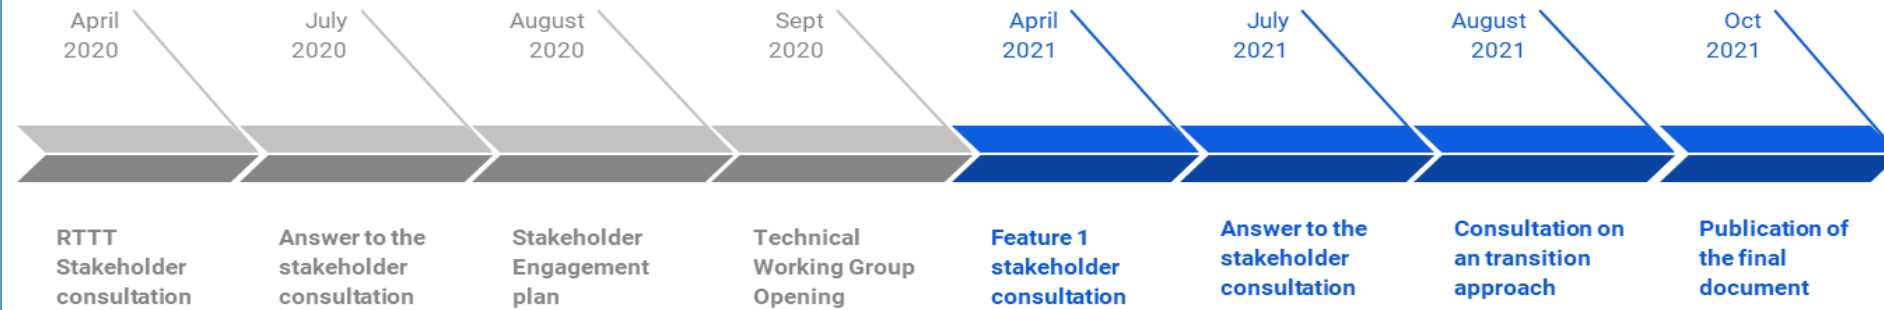 April
2020
July
2020
August
2020
Sept
2020
April
2021
July
2021
August
2021
Oct
2021
RTTT
Stakeholder
consultation
Answer to the
stakeholder
consultation
Stakeholder
Engagement
plan
Technical
Working Group
Opening
Feature 1
stakeholder
consultation
Answer to the
stakeholder
consultation
Consultation on
an transition
approach
Publication of
the final
document